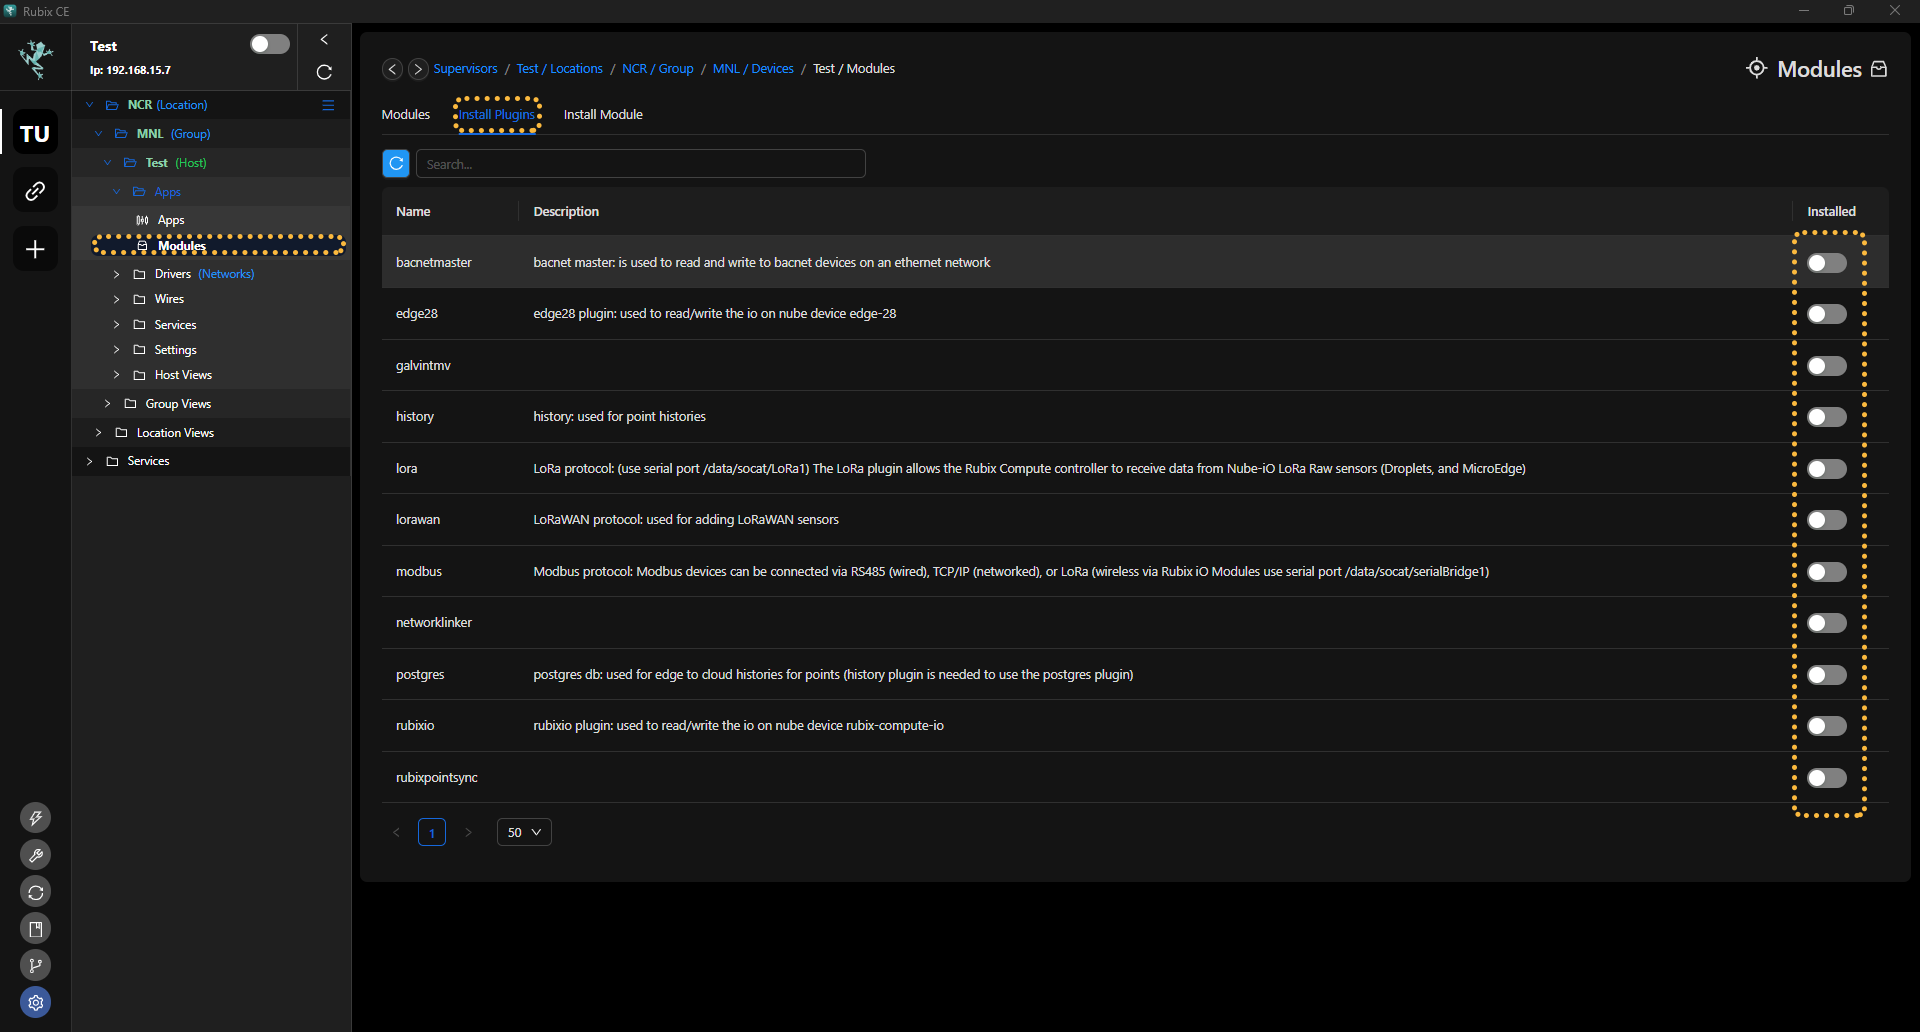 Rubix CE
Test
Ip: 192.168.15.7
TU
NCR (Location)
MNL (Group)
Test (Host)
Apps
Apps
Modules
Drivers (Networks)
Wires
Services
Settings
Host Views
Group Views
Location Views
Services
Supervisors / Test / Locations / NCR / Group / MNL / Devices / Test / Modules
Modules
Modules Install Plugins Install Module
Search...
Name Description Installed
bacnetmaster bacnet master: is used to read and write to bacnet devices on an ethernet network
edge28 edge28 plugin: used to read/write the io on nube device edge-28
galvintmv
history history: used for point histories
lora LoRa protocol: (use serial port /data/socat/LoRa1) The LoRa plugin allows the Rubix Compute controller to receive data from Nube-iO LoRa Raw sensors (Droplets, and MicroEdge)
lorawan LoRaWAN protocol: used for adding LoRaWAN sensors
modbus Modbus protocol: Modbus devices can be connected via RS485 (wired), TCP/IP (networked), or LoRa (wireless via Rubix iO Modules use serial port /data/socat/serialBridge1)
networklinker
postgres postgres db: used for edge to cloud histories for points (history plugin is needed to use the postgres plugin)
rubixio rubixio plugin: used to read/write the io on nube device rubix-compute-io
rubixpointsync
1 50